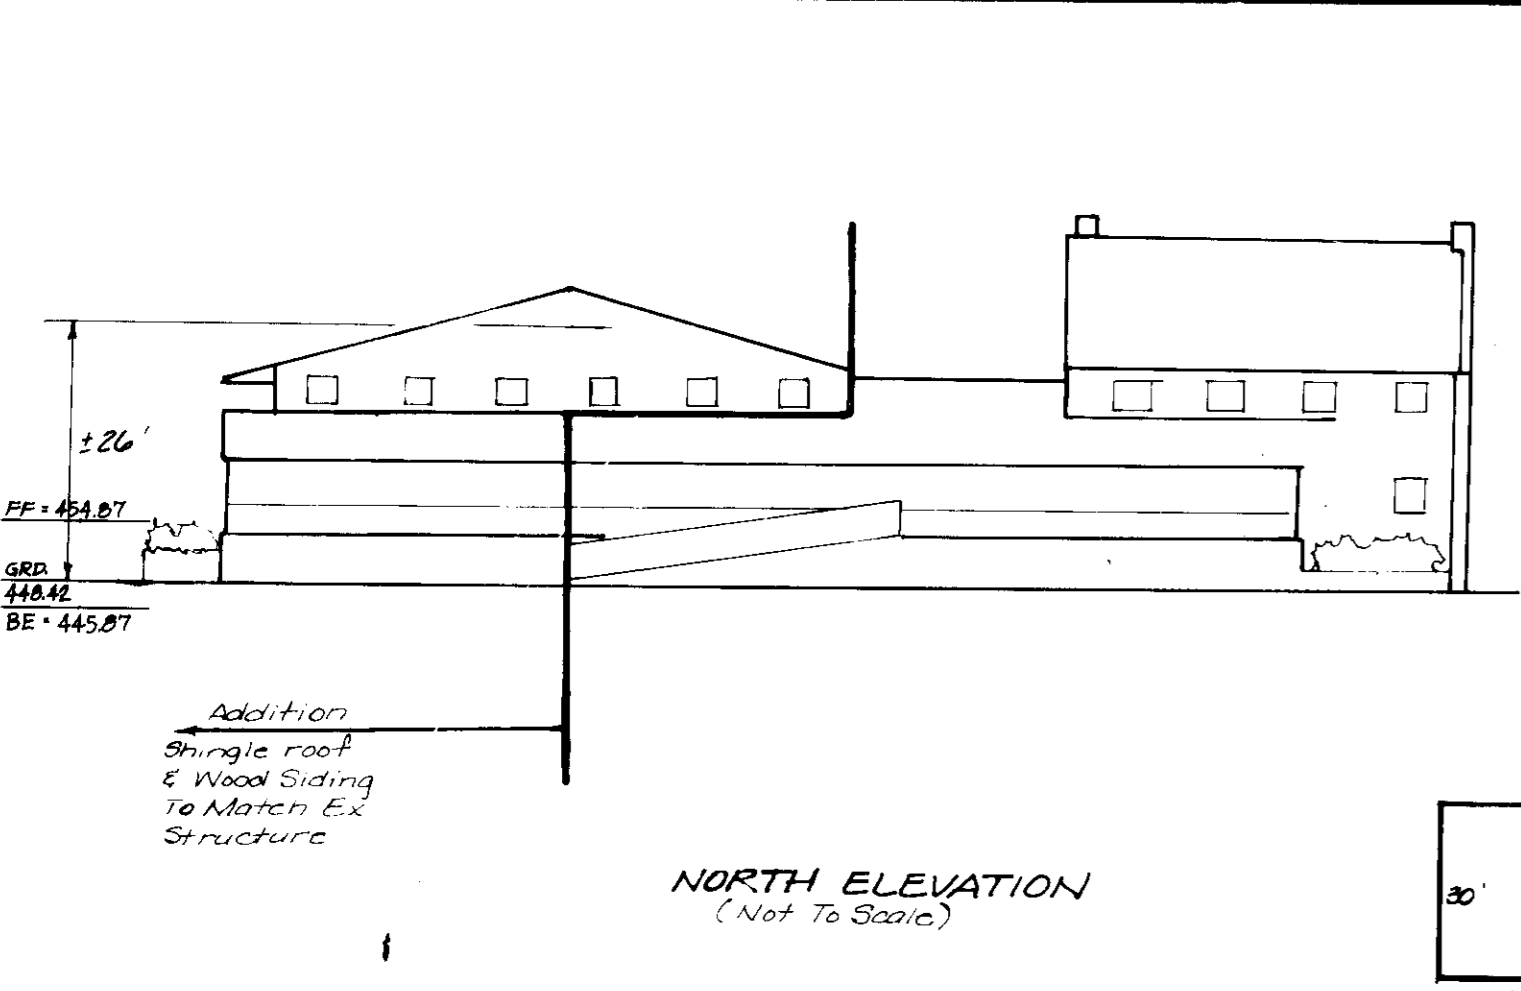 ±26'
FF = 454.87
GRD.
448.42
BE = 445.87
Addition
Shingle roof
& Wood Siding
To Match Ex
Structure
NORTH ELEVATION
(Not To Scale)
30'